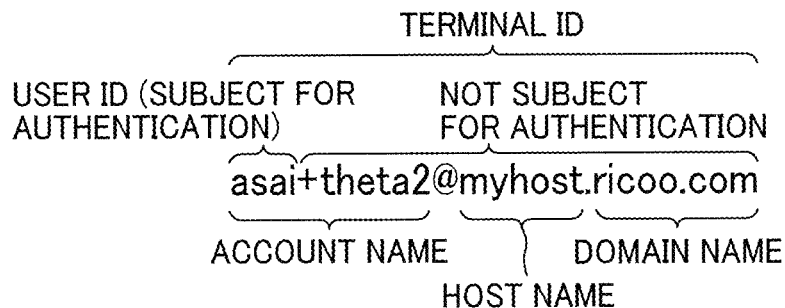 TERMINAL ID
USER ID (SUBJECT FOR AUTHENTICATION)
NOT SUBJECT FOR AUTHENTICATION
asai+theta2@myhost.ricoo.com
ACCOUNT NAME
DOMAIN NAME
HOST NAME